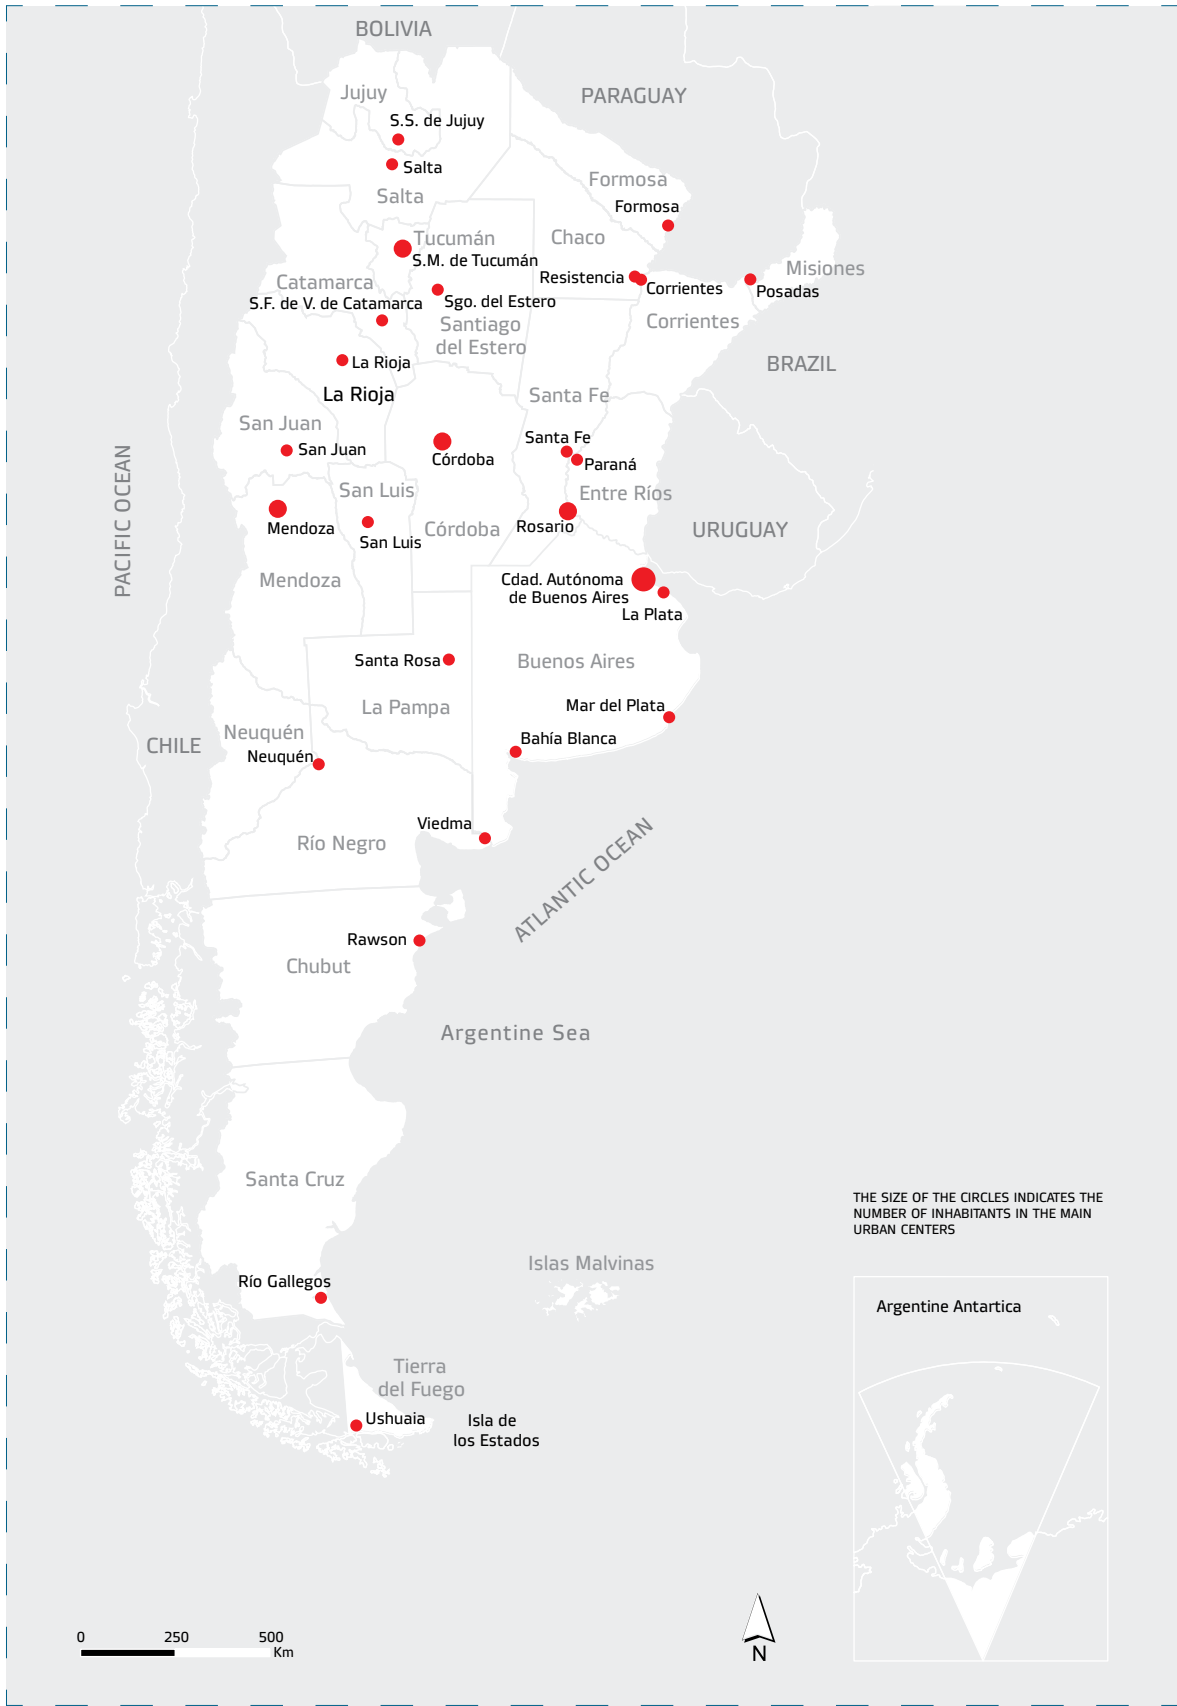 BOLIVIA
PARAGUAY
Jujuy
S.S. de Jujuy
Salta
Salta
Formosa
Formosa
Tucumán
S.M. de Tucumán
Chaco
Misiones
Posadas
Resistencia
Corrientes
Corrientes
Catamarca
S.F. de V. de Catamarca
Sgo. del Estero
Santiago
del Estero
La Rioja
La Rioja
BRAZIL
Santa Fe
San Juan
San Juan
Santa Fe
Paraná
Córdoba
PACIFIC OCEAN
San Luis
Entre Ríos
Mendoza
San Luis
Córdoba
Rosario
URUGUAY
Mendoza
Cdad. Autónoma
de Buenos Aires
La Plata
Santa Rosa
Buenos Aires
La Pampa
Mar del Plata
Neuquén
CHILE
Neuquén
Bahía Blanca
Viedma
Río Negro
ATLANTIC OCEAN
Rawson
Chubut
Argentine Sea
Santa Cruz
THE SIZE OF THE CIRCLES INDICATES THE
NUMBER OF INHABITANTS IN THE MAIN
URBAN CENTERS
Islas Malvinas
Río Gallegos
Argentine Antartica
Tierra
del Fuego
Ushuaia
Isla de
los Estados
0 250 500
Km
N